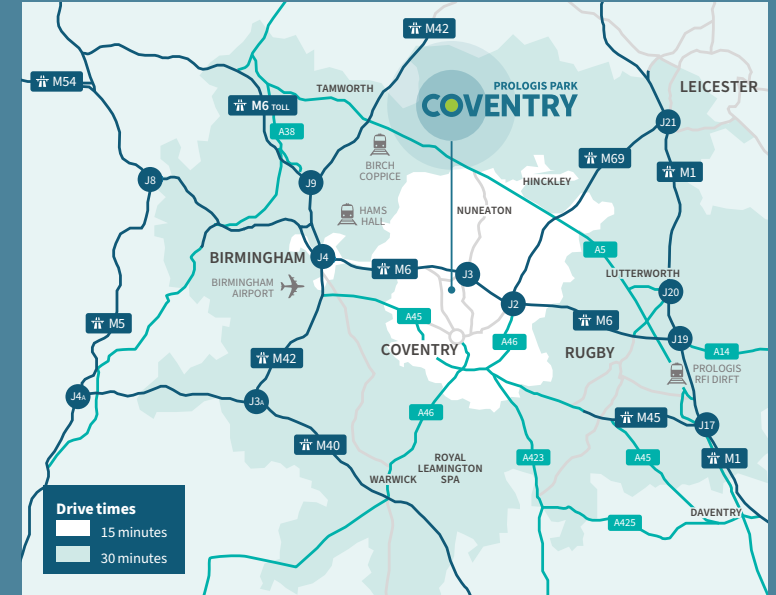 M42
M54
TAMWORTH
PROLOGIS PARK
COVENTRY
LEICESTER
M6 TOLL
A38
J21
BIRCH
COPPICE
M69
M1
J8
J9
HINCKLEY
HAMS
HALL
NUNEATON
A5
BIRMINGHAM
J4
M6
J3
LUTTERWORTH
BIRMINGHAM
AIRPORT
J20
J2
A45
M6
M5
J19
A46
COVENTRY
RUGBY
A14
M42
PROLOGIS
RFI DIRFT
J4A
J3A
A46
M45
J17
M40
ROYAL
LEAMINGTON
SPA
A423
A45
M1
WARWICK
Drive times
15 minutes
30 minutes
DAVENTRY
A425